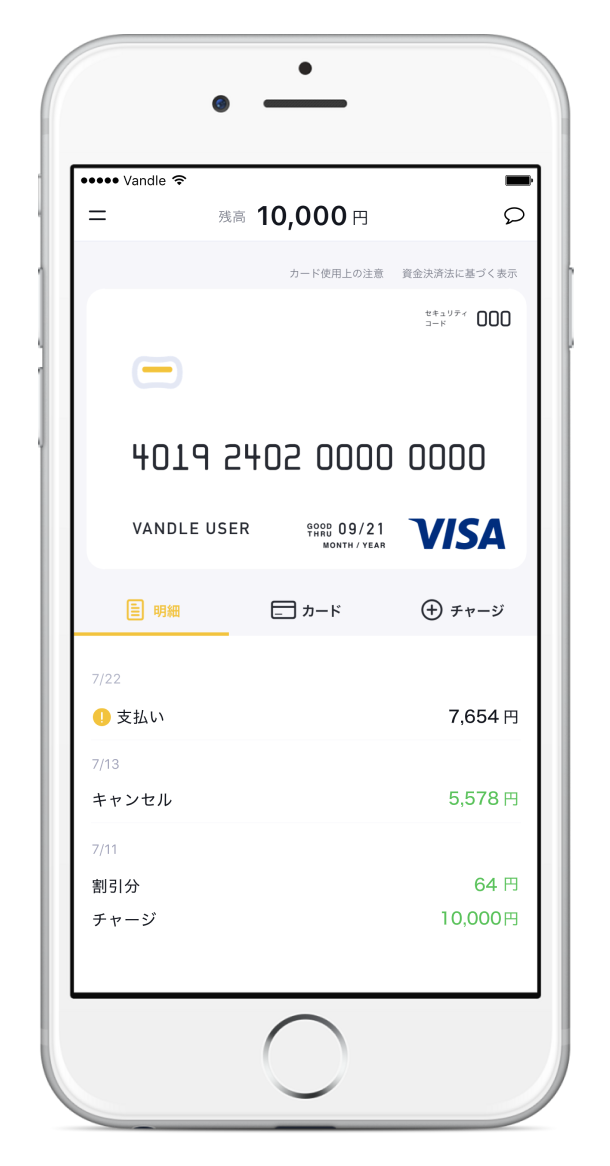 Vandle
残高 10,000 円
カード使用上の注意 資金決済法に基づく表示
セキュリティ
コード 000
4019 2402 0000 0000
VANDLE USER
GOOD
THRU 09/21
MONTH / YEAR
VISA
明細 カード チャージ
7/22
! 支払い 7,654 円
7/13
キャンセル 5,578 円
7/11
割引分 64 円
チャージ 10,000円